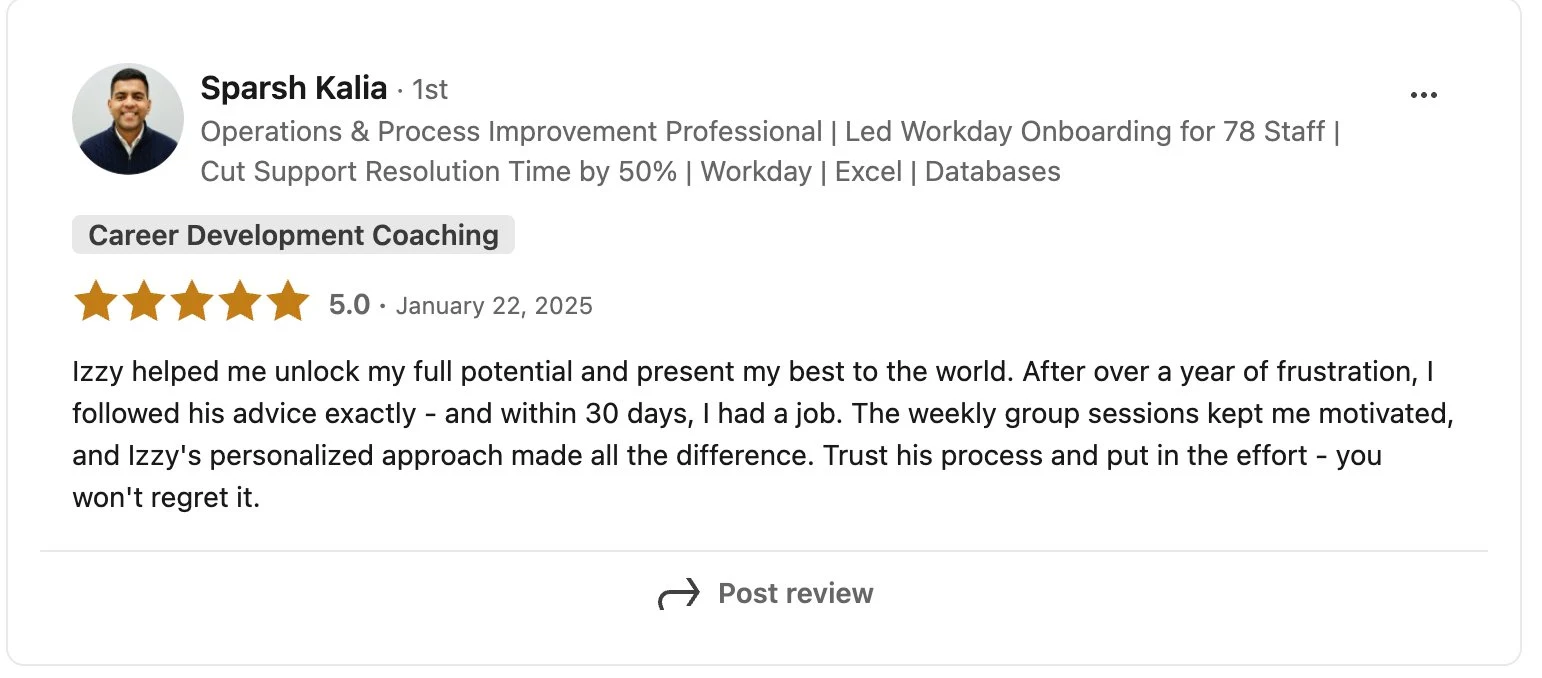 Sparsh Kalia · 1st
Operations & Process Improvement Professional | Led Workday Onboarding for 78 Staff |
Cut Support Resolution Time by 50% | Workday | Excel | Databases
Career Development Coaching
5.0 · January 22, 2025
Izzy helped me unlock my full potential and present my best to the world. After over a year of frustration, I
followed his advice exactly - and within 30 days, I had a job. The weekly group sessions kept me motivated,
and Izzy's personalized approach made all the difference. Trust his process and put in the effort - you
won't regret it.
Post review